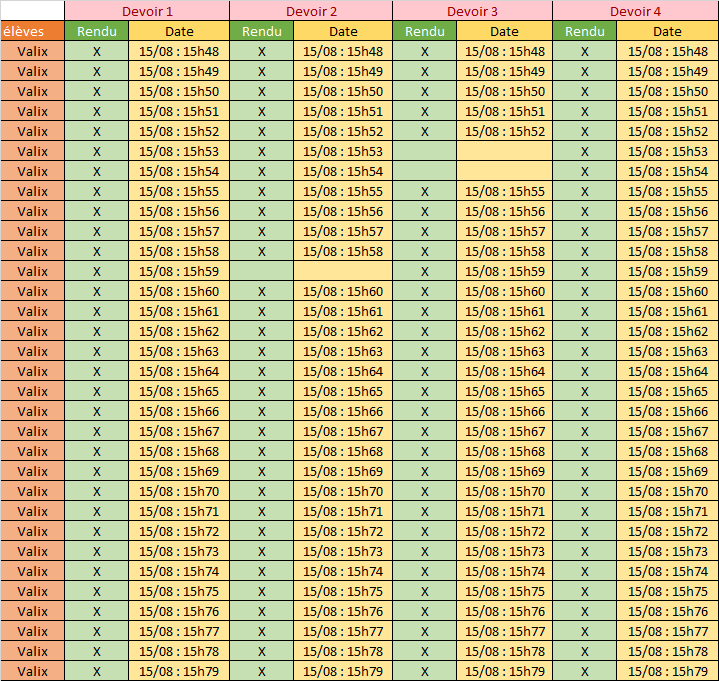 Devoir 1 Devoir 2 Devoir 3 Devoir 4
élèves Rendu Date Rendu Date Rendu Date Rendu Date
Valix X 15/08 : 15h48 X 15/08 : 15h48 X 15/08 : 15h48 X 15/08 : 15h48
Valix X 15/08 : 15h49 X 15/08 : 15h49 X 15/08 : 15h49 X 15/08 : 15h49
Valix X 15/08 : 15h50 X 15/08 : 15h50 X 15/08 : 15h50 X 15/08 : 15h50
Valix X 15/08 : 15h51 X 15/08 : 15h51 X 15/08 : 15h51 X 15/08 : 15h51
Valix X 15/08 : 15h52 X 15/08 : 15h52 X 15/08 : 15h52 X 15/08 : 15h52
Valix X 15/08 : 15h53 X 15/08 : 15h53 X 15/08 : 15h53
Valix X 15/08 : 15h54 X 15/08 : 15h54 X 15/08 : 15h54
Valix X 15/08 : 15h55 X 15/08 : 15h55 X 15/08 : 15h55 X 15/08 : 15h55
Valix X 15/08 : 15h56 X 15/08 : 15h56 X 15/08 : 15h56 X 15/08 : 15h56
Valix X 15/08 : 15h57 X 15/08 : 15h57 X 15/08 : 15h57 X 15/08 : 15h57
Valix X 15/08 : 15h58 X 15/08 : 15h58 X 15/08 : 15h58 X 15/08 : 15h58
Valix X 15/08 : 15h59 X 15/08 : 15h59 X 15/08 : 15h59
Valix X 15/08 : 15h60 X 15/08 : 15h60 X 15/08 : 15h60 X 15/08 : 15h60
Valix X 15/08 : 15h61 X 15/08 : 15h61 X 15/08 : 15h61 X 15/08 : 15h61
Valix X 15/08 : 15h62 X 15/08 : 15h62 X 15/08 : 15h62 X 15/08 : 15h62
Valix X 15/08 : 15h63 X 15/08 : 15h63 X 15/08 : 15h63 X 15/08 : 15h63
Valix X 15/08 : 15h64 X 15/08 : 15h64 X 15/08 : 15h64 X 15/08 : 15h64
Valix X 15/08 : 15h65 X 15/08 : 15h65 X 15/08 : 15h65 X 15/08 : 15h65
Valix X 15/08 : 15h66 X 15/08 : 15h66 X 15/08 : 15h66 X 15/08 : 15h66
Valix X 15/08 : 15h67 X 15/08 : 15h67 X 15/08 : 15h67 X 15/08 : 15h67
Valix X 15/08 : 15h68 X 15/08 : 15h68 X 15/08 : 15h68 X 15/08 : 15h68
Valix X 15/08 : 15h69 X 15/08 : 15h69 X 15/08 : 15h69 X 15/08 : 15h69
Valix X 15/08 : 15h70 X 15/08 : 15h70 X 15/08 : 15h70 X 15/08 : 15h70
Valix X 15/08 : 15h71 X 15/08 : 15h71 X 15/08 : 15h71 X 15/08 : 15h71
Valix X 15/08 : 15h72 X 15/08 : 15h72 X 15/08 : 15h72 X 15/08 : 15h72
Valix X 15/08 : 15h73 X 15/08 : 15h73 X 15/08 : 15h73 X 15/08 : 15h73
Valix X 15/08 : 15h74 X 15/08 : 15h74 X 15/08 : 15h74 X 15/08 : 15h74
Valix X 15/08 : 15h75 X 15/08 : 15h75 X 15/08 : 15h75 X 15/08 : 15h75
Valix X 15/08 : 15h76 X 15/08 : 15h76 X 15/08 : 15h76 X 15/08 : 15h76
Valix X 15/08 : 15h77 X 15/08 : 15h77 X 15/08 : 15h77 X 15/08 : 15h77
Valix X 15/08 : 15h78 X 15/08 : 15h78 X 15/08 : 15h78 X 15/08 : 15h78
Valix X 15/08 : 15h79 X 15/08 : 15h79 X 15/08 : 15h79 X 15/08 : 15h79